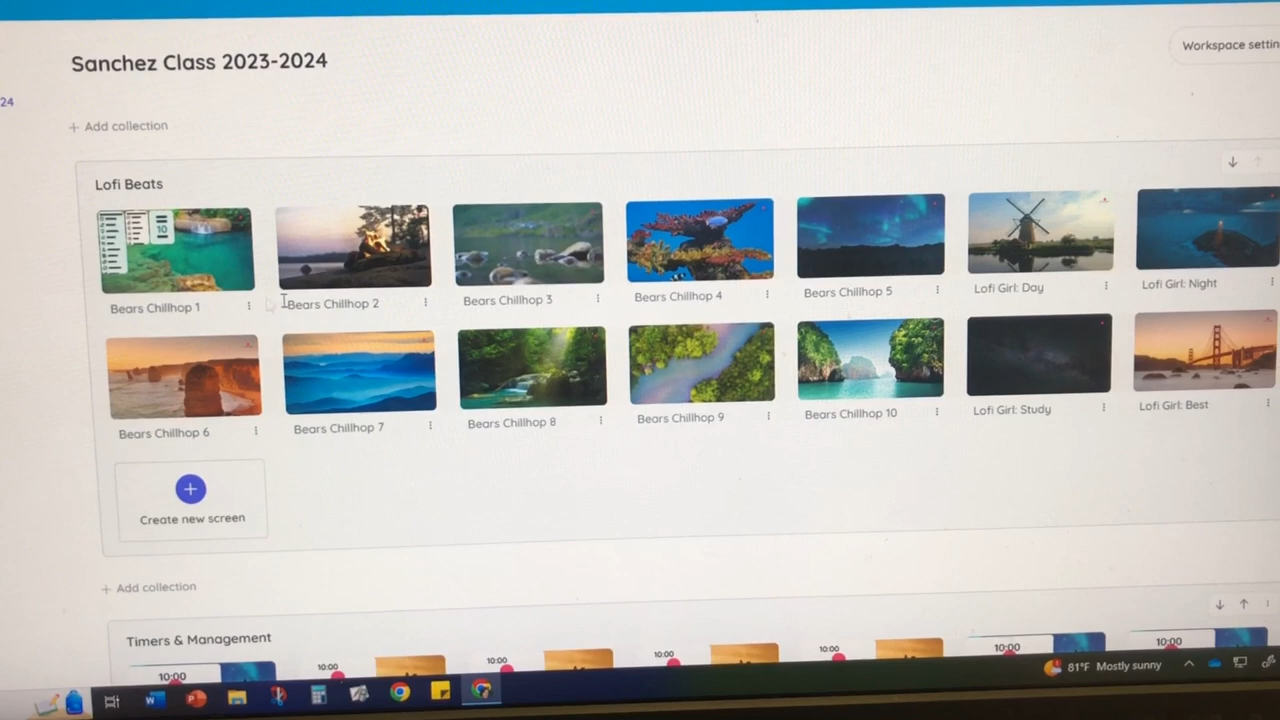 Sanchez Class 2023-2024
Workspace settin
24
+ Add collection
Lofi Beats
10
Bears Chillhop 1
Bears Chillhop 2
Bears Chillhop 3
Bears Chillhop 4
Bears Chillhop 5
Lofi Girl: Day
Lofi Girl: Night
Bears Chillhop 6
Bears Chillhop 7
Bears Chillhop 8
Bears Chillhop 9
Bears Chillhop 10
Lofi Girl: Study
Lofi Girl: Best
Create new screen
+ Add collection
Timers & Management
10:00
10:00
10:00
10:00
10:00
10:00
10:00
81°F Mostly sunny